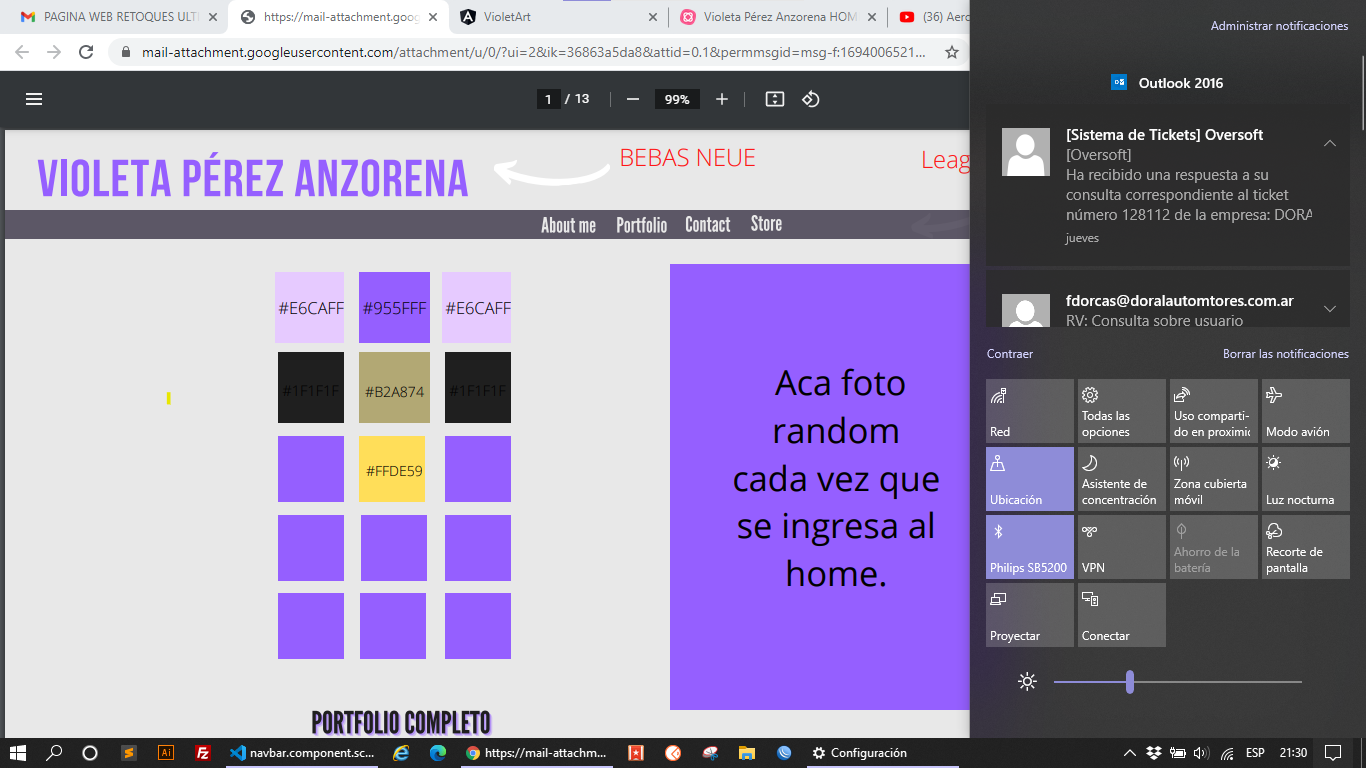 PAGINA WEB RETOQUES ULTI
https://mail-attachment.goog
VioletArt
Violeta Pérez Anzorena HOM
(36) Aero
mail-attachment.googleusercontent.com/attachment/u/0/?ui=2&ik=36863a5da8&attid=0.1&permmsgid=msg-f:1694006521...
1 / 13
99%
VIOLETA PÉREZ ANZORENA
BEBAS NEUE
Leag
About me Portfolio Contact Store
#E6CAFF #955FFF #E6CAFF
#1F1F1F #B2A874 #1F1F1F
#FFDE59
Aca foto
random
cada vez que
se ingresa al
home.
PORTFOLIO COMPLETO
Administrar notificaciones
Outlook 2016
[Sistema de Tickets] Oversoft
[Oversoft]
Ha recibido una respuesta a su
consulta correspondiente al ticket
número 128112 de la empresa: DORA
jueves
fdorcas@doralautomtores.com.ar
RV: Consulta sobre usuario
Contraer
Borrar las notificaciones
Red
Todas las
opciones
Uso comparti-
do en proximic
Modo avión
Ubicación
Asistente de
concentración
Zona cubierta
móvil
Luz nocturna
Philips SB5200
VPN
Ahorro de la
batería
Recorte de
pantalla
Proyectar
Conectar
navbar.component.sc...
https://mail-attachm...
Configuración
ESP
21:30